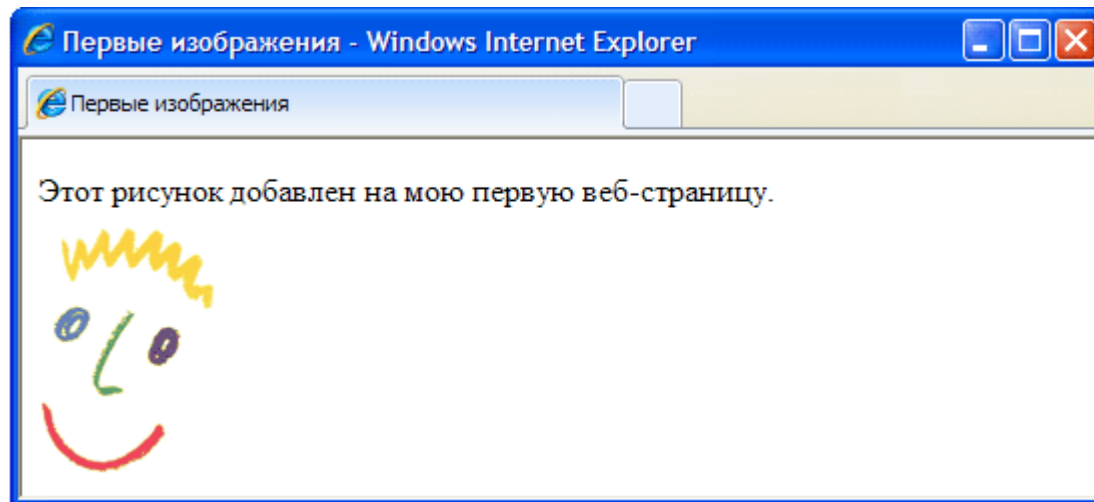 Первые изображения - Windows Internet Explorer
Первые изображения
Этот рисунок добавлен на мою первую веб-страницу.